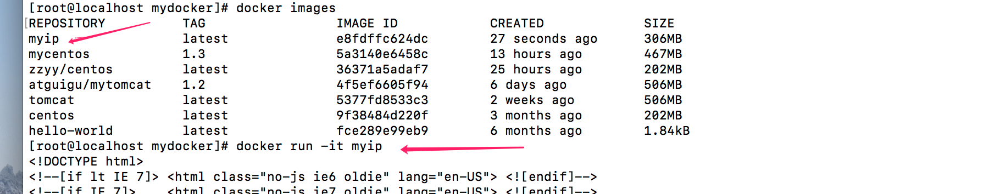 [root@localhost mydocker]# docker images
REPOSITORY TAG IMAGE ID CREATED SIZE
myip latest e8fdffc624dc 27 seconds ago 306MB
mycentos 1.3 5a3140e6458c 13 hours ago 467MB
zzyy/centos latest 36371a5adaf7 25 hours ago 202MB
atguigu/mytomcat 1.2 4f5ef6605f94 6 days ago 506MB
tomcat latest 5377fd8533c3 2 weeks ago 506MB
centos latest 9f38484d220f 3 months ago 202MB
hello-world latest fce289e99eb9 6 months ago 1.84kB
[root@localhost mydocker]# docker run -it myip
<!DOCTYPE html>
<!--[if lt IE 7]> <html class="no-js ie6 oldie" lang="en-US"> <![endif]-->
<!--[if IE 7]> <html class="no-js ie7 oldie" lang="en-US"> <![endif]-->